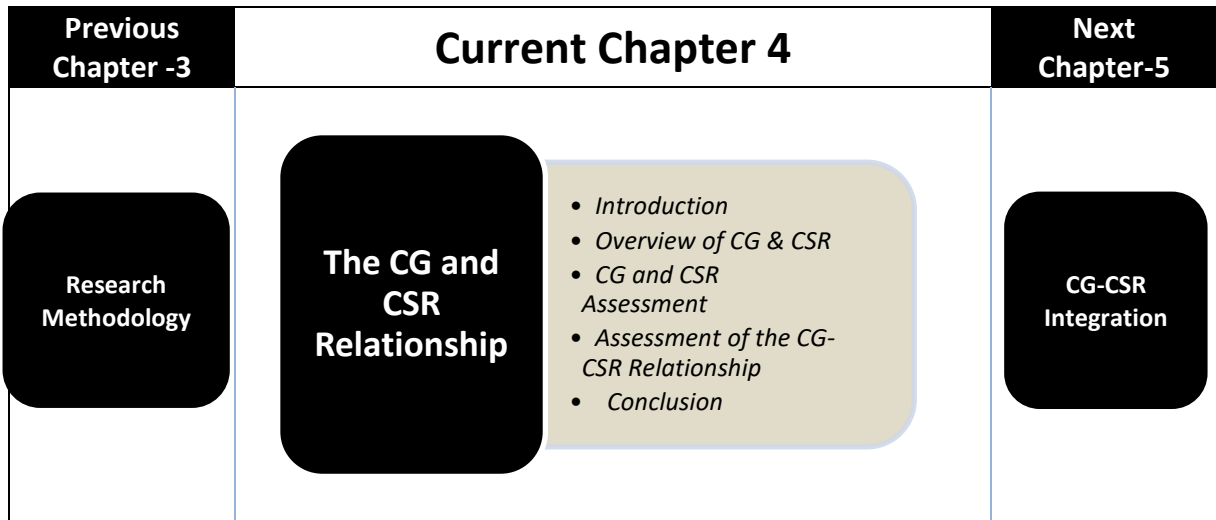 Previous
Chapter -3
Current Chapter 4
Next
Chapter-5
Research
Methodology
The CG and
CSR
Relationship
• Introduction
• Overview of CG & CSR
• CG and CSR
Assessment
• Assessment of the CG-
CSR Relationship
• Conclusion
CG-CSR
Integration